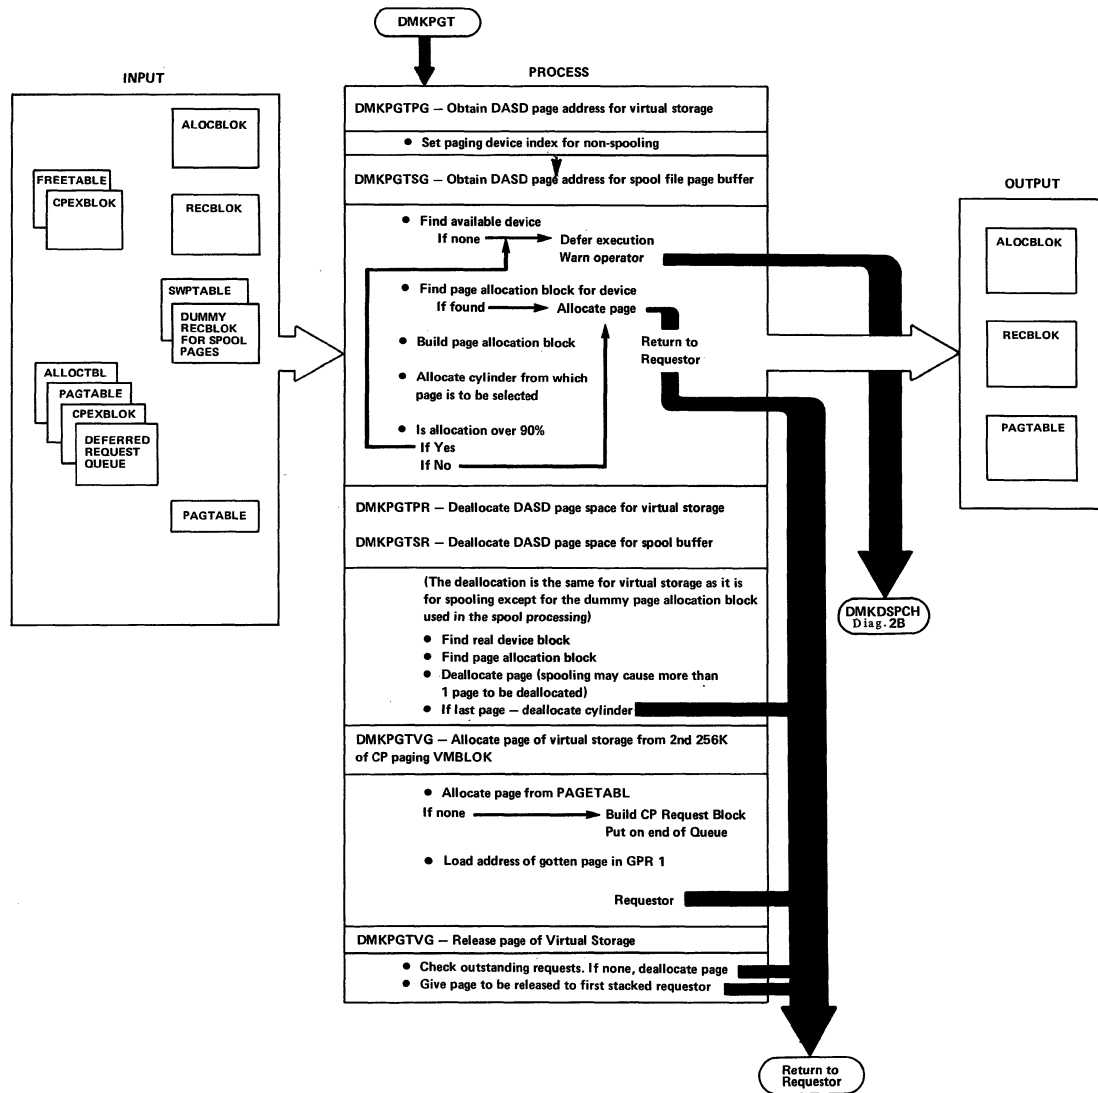 DMKPGT
INPUT
PROCESS
OUTPUT
ALOCBLOK
FREETABLE
CPEXBLOK
RECBLOK
SWPTABLE
DUMMY
RECBLOK
FOR SPOOL
PAGES
ALLOCTBL
PAGTABLE
CPEXBLOK
DEFERRED
REQUEST
QUEUE
PAGTABLE
DMKPGTPG — Obtain DASD page address for virtual storage
● Set paging device index for non-spooling
DMKPGTSG — Obtain DASD page address for spool file page buffer
● Find available device
If none
Defer execution
Warn operator
● Find page allocation block for device
If found
Allocate page
Return to
Requestor
● Build page allocation block
● Allocate cylinder from which
page is to be selected
● Is allocation over 90%
If Yes
If No
DMKPGTPR — Deallocate DASD page space for virtual storage
DMKPGTSR — Deallocate DASD page space for spool buffer
(The deallocation is the same for virtual storage as it is
for spooling except for the dummy page allocation block
used in the spool processing)
● Find real device block
● Find page allocation block
● Deallocate page (spooling may cause more than
1 page to be deallocated)
● If last page — deallocate cylinder
DMKPGTVG — Allocate page of virtual storage from 2nd 256K
of CP paging VMBLOK
● Allocate page from PAGETABL
If none
Build CP Request Block
Put on end of Queue
● Load address of gotten page in GPR 1
Requestor
DMKPGTVG — Release page of Virtual Storage
● Check outstanding requests. If none, deallocate page
● Give page to be released to first stacked requestor
ALOCBLOK
RECBLOK
PAGTABLE
DMKDSPCH
Diag. 2B
Return to
Requestor